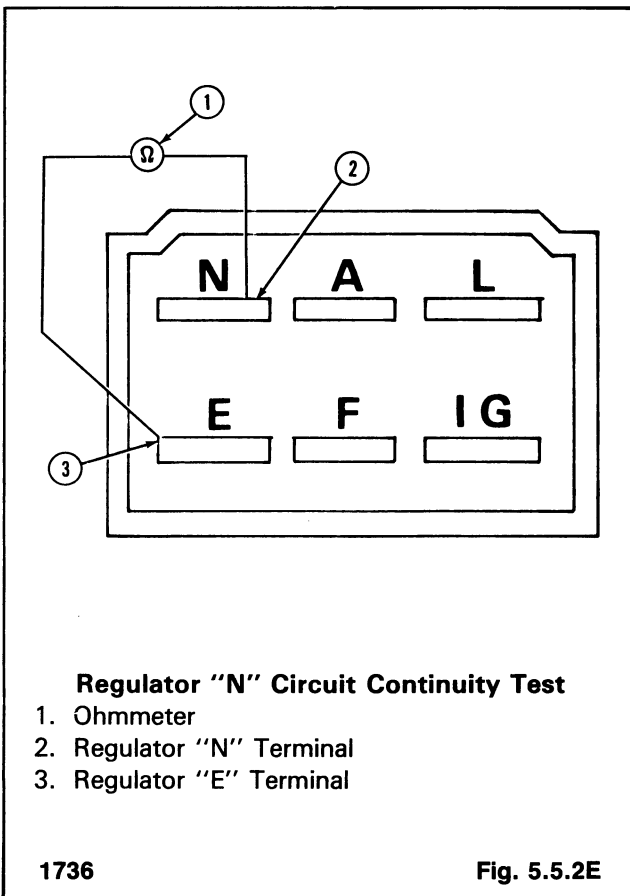 1
Ω
2
N A L
E F I G
3
Regulator "N" Circuit Continuity Test
1. Ohmmeter
2. Regulator "N" Terminal
3. Regulator "E" Terminal
1736 Fig. 5.5.2E